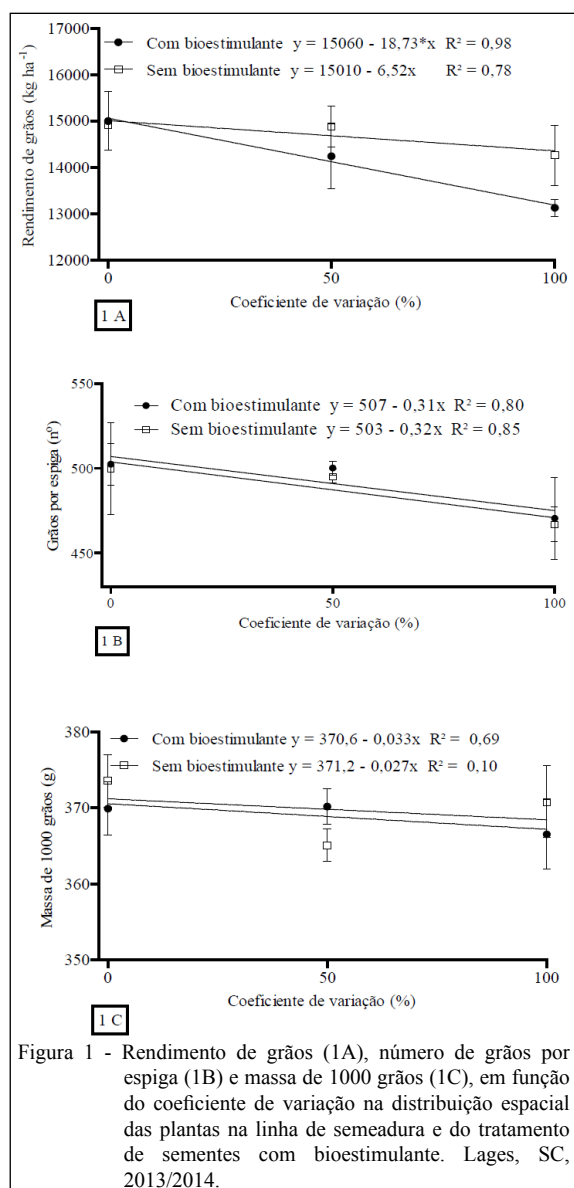 17000
Com bioestimulante y = 15060 - 18,73*x R² = 0,98
16000
Sem bioestimulante y = 15010 - 6,52x R² = 0,78
15000
14000
13000
12000
Rendimento de grãos (kg ha⁻¹)
0 50 100
Coeficiente de variação (%)
1 A
550
Com bioestimulante y = 507 - 0,31x R² = 0,80
Sem bioestimulante y = 503 - 0,32x R² = 0,85
500
450
Grãos por espiga (nº)
0 50 100
Coeficiente de variação (%)
1 B
380
Com bioestimulante y = 370,6 - 0,033x R² = 0,69
Sem bioestimulante y = 371,2 - 0,027x R² = 0,10
370
360
350
Massa de 1000 grãos (g)
0 50 100
Coeficiente de variação (%)
1 C
Figura 1 - Rendimento de grãos (1A), número de grãos por
espiga (1B) e massa de 1000 grãos (1C), em função
do coeficiente de variação na distribuição espacial
das plantas na linha de semeadura e do tratamento
de sementes com bioestimulante. Lages, SC,
2013/2014.